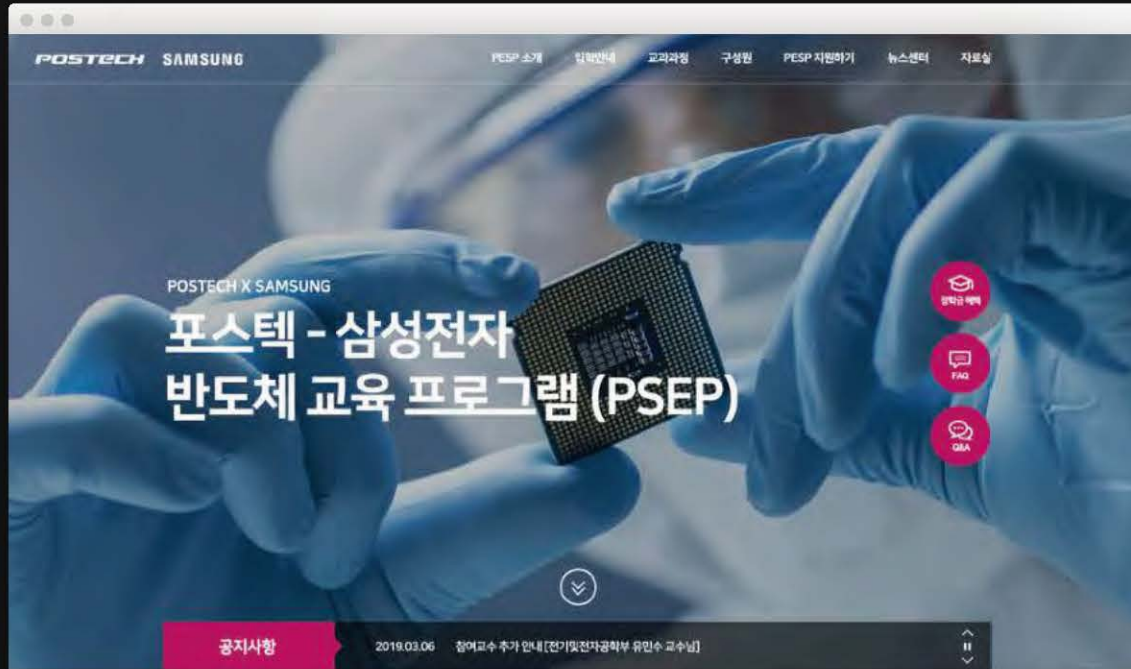 POSTECH SAMSUNG PESP 소개 입학안내 교과과정 구성원 PESP 지원하기 뉴스센터 자료실
POSTECH X SAMSUNG
포스텍 - 삼성전자
반도체 교육 프로그램 (PSEP)
장학금 혜택
FAQ
Q&A
공지사항 2019.03.06 참여교수 추가 안내 [전기및전자공학부 유민수 교수님]